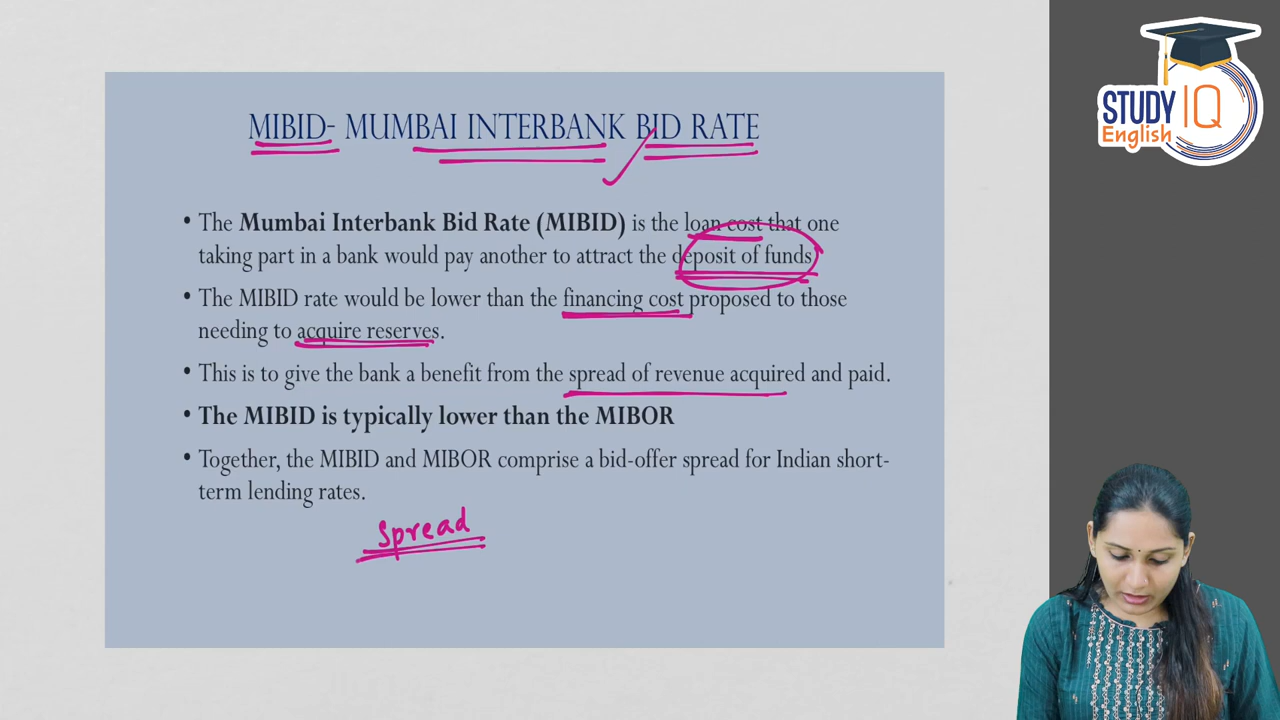 MIBID- MUMBAI INTERBANK BID RATE
• The Mumbai Interbank Bid Rate (MIBID) is the loan cost that one
taking part in a bank would pay another to attract the deposit of funds
• The MIBID rate would be lower than the financing cost proposed to those
needing to acquire reserves.
• This is to give the bank a benefit from the spread of revenue acquired and paid.
• The MIBID is typically lower than the MIBOR
• Together, the MIBID and MIBOR comprise a bid-offer spread for Indian short-
term lending rates.
Spread
STUDY IQ
English